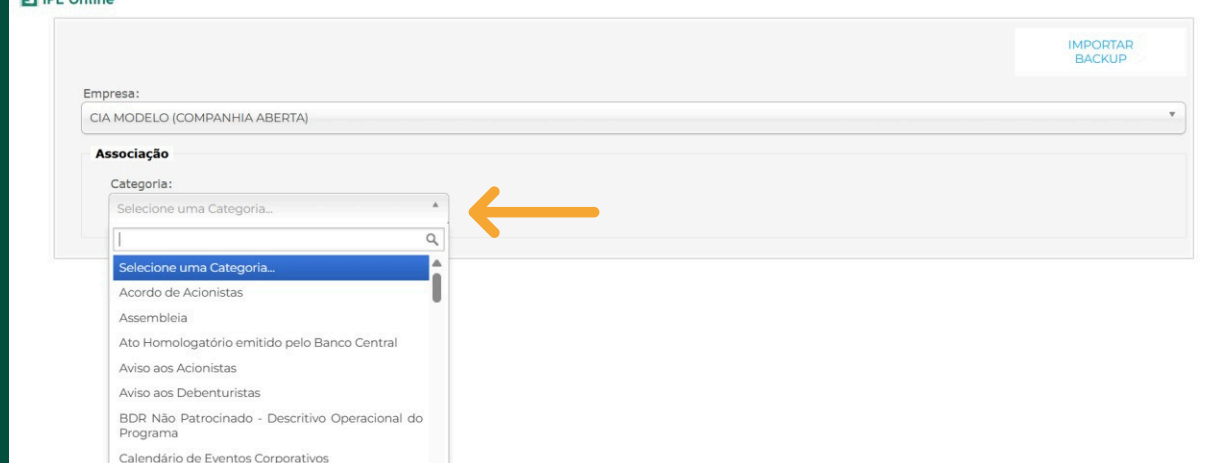 IPE Online
IMPORTAR
BACKUP
Empresa:
CIA MODELO (COMPANHIA ABERTA)
Associação
Categoria:
Selecione uma Categoria...
Selecione uma Categoria...
Acordo de Acionistas
Assembleia
Ato Homologatório emitido pelo Banco Central
Aviso aos Acionistas
Aviso aos Debenturistas
BDR Não Patrocinado - Descritivo Operacional do
Programa
Calendário de Eventos Corporativos